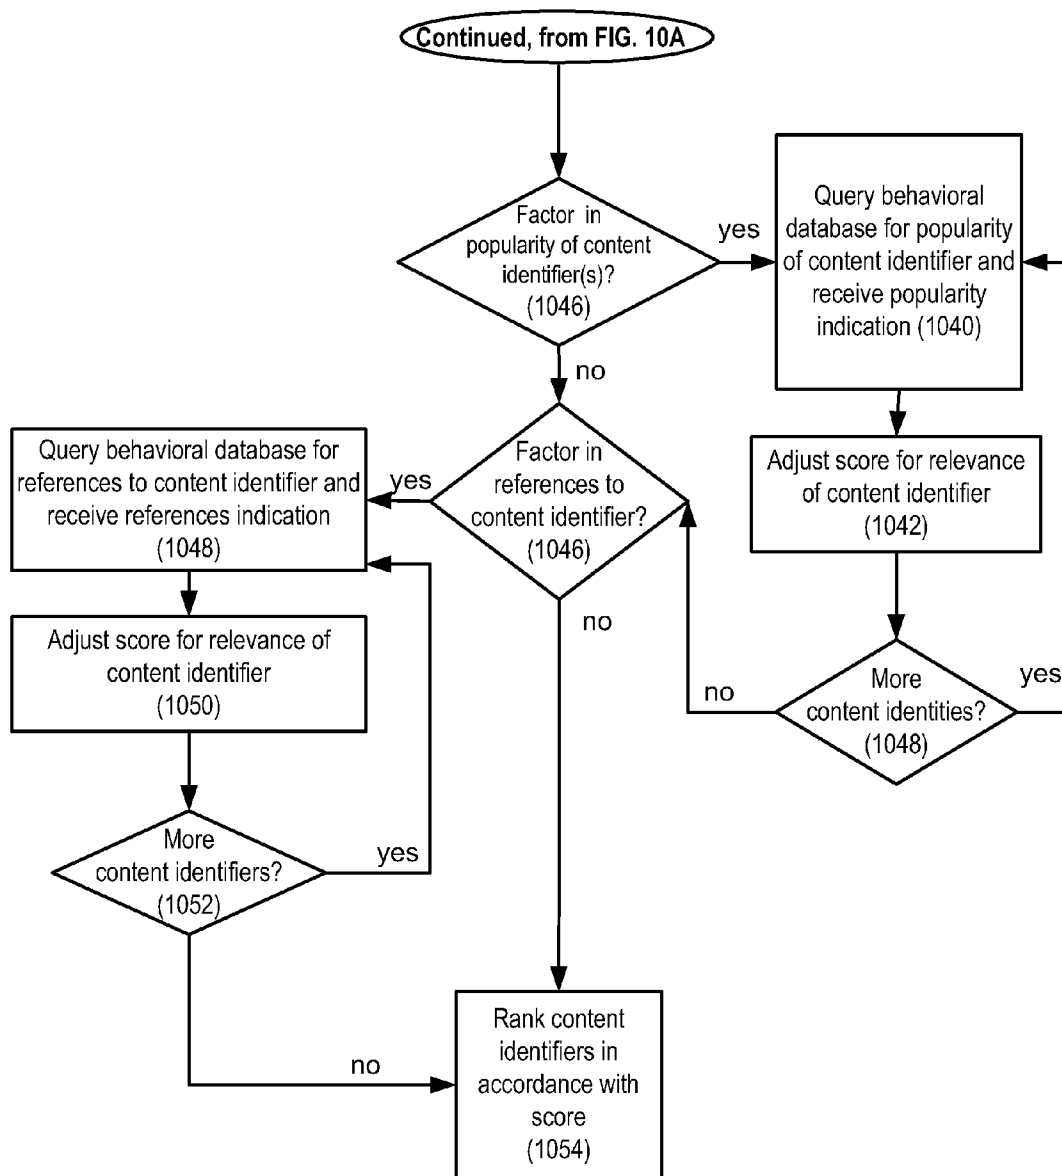 Continued, from FIG. 10A
Factor in
popularity of content
identifier(s)?
(1046)
yes
no
Query behavioral
database for popularity
of content identifier and
receive popularity
indication (1040)
Adjust score for relevance
of content identifier
(1042)
More
content identities?
(1048)
yes
no
Factor in
references to
content identifier?
(1046)
yes
no
Query behavioral database for
references to content identifier and
receive references indication
(1048)
Adjust score for relevance of
content identifier
(1050)
More
content identifiers?
(1052)
yes
no
Rank content
identifiers in
accordance with
score
(1054)